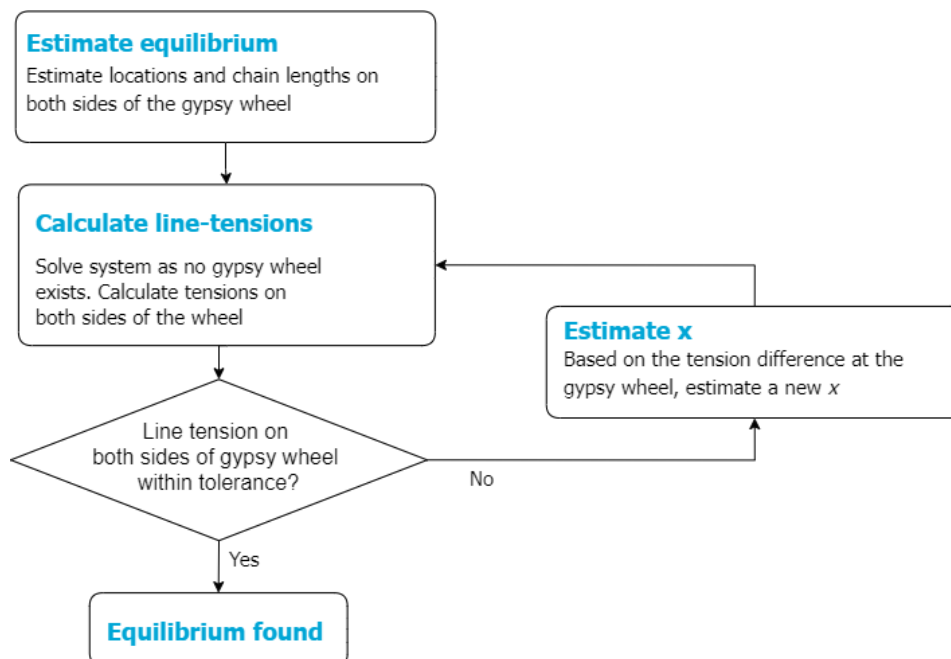 Estimate equilibrium
Estimate locations and chain lengths on
both sides of the gypsy wheel
Calculate line-tensions
Solve system as no gypsy wheel
exists. Calculate tensions on
both sides of the wheel
Estimate x
Based on the tension difference at the
gypsy wheel, estimate a new x
Line tension on
both sides of gypsy wheel
within tolerance?
No
Yes
Equilibrium found